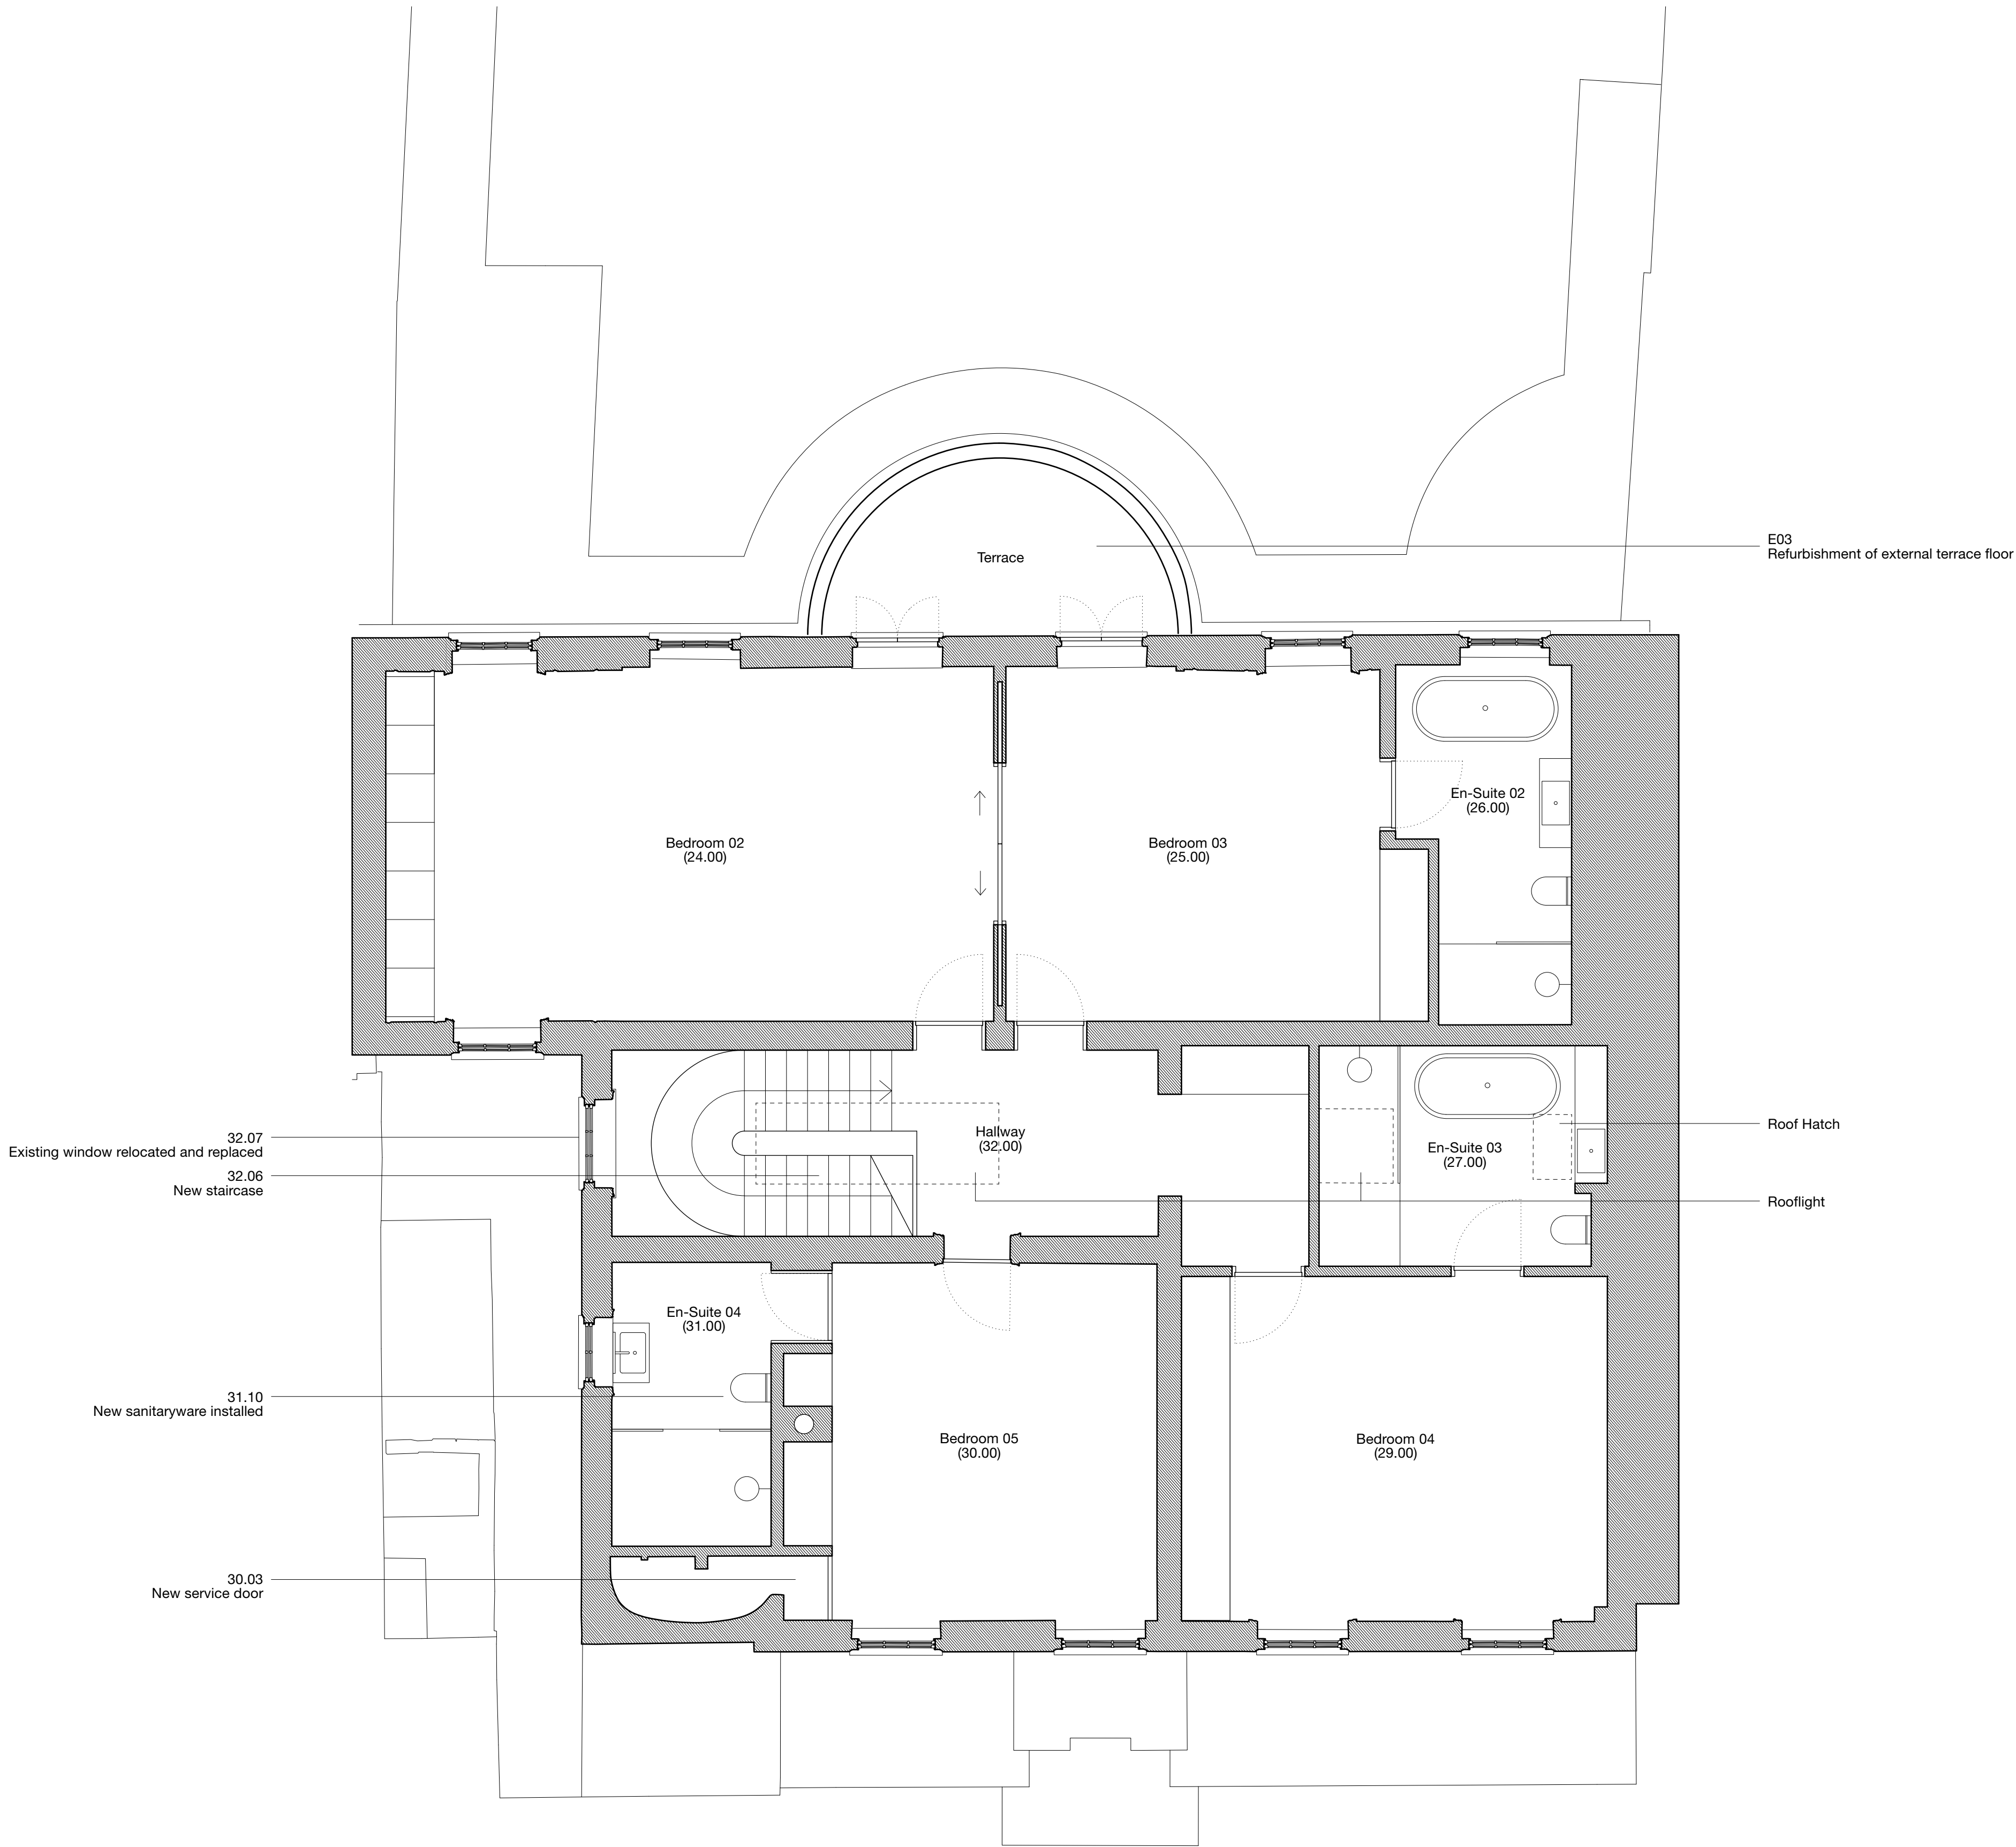 E03
Refurbishment of external terrace floor
Terrace
En-Suite 02
(26.00)
Bedroom 02
(24.00)
Bedroom 03
(25.00)
Roof Hatch
Hallway
(32.00)
32.07
Existing window relocated and replaced
En-Suite 03
(27.00)
32.06
New staircase
Rooflight
En-Suite 04
(31.00)
31.10
New sanitaryware installed
Bedroom 05
(30.00)
Bedroom 04
(29.00)
30.03
New service door